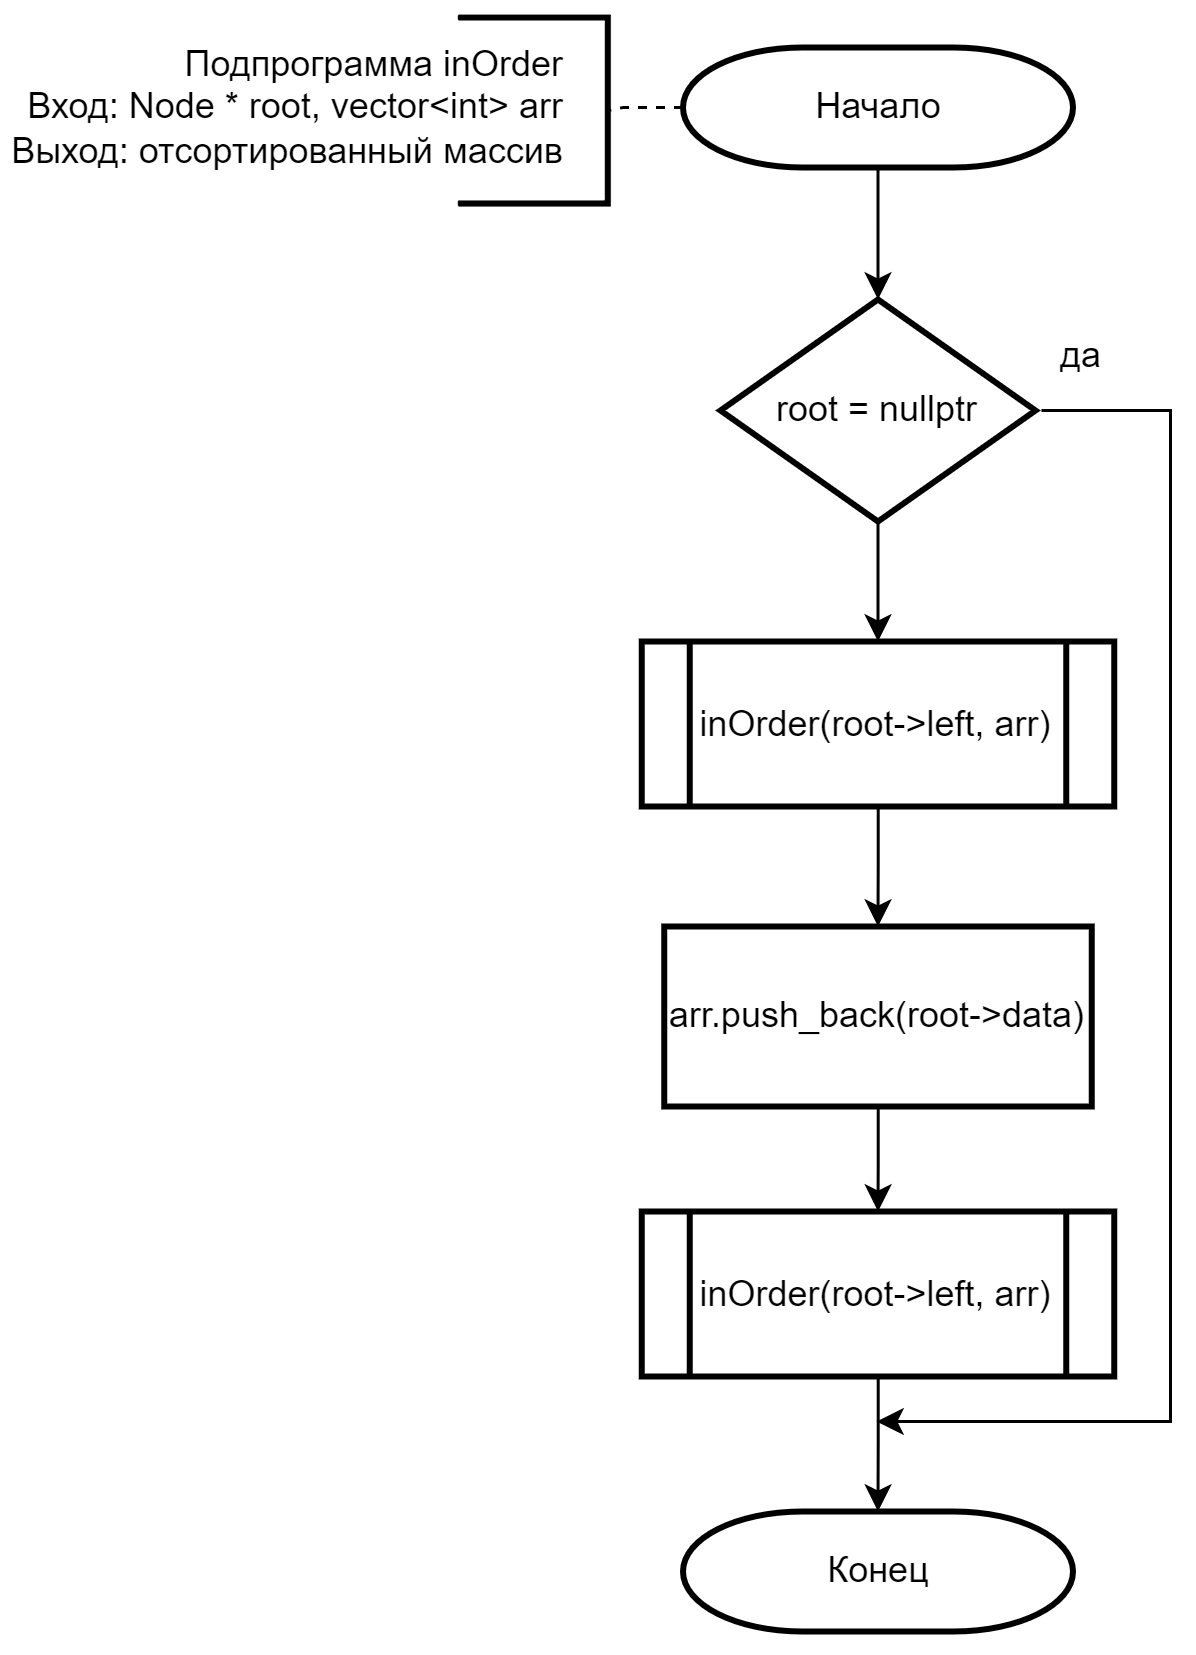 Подпрограмма inOrder
Вход: Node * root, vector<int> arr
Выход: отсортированный массив
Начало
да
root = nullptr
inOrder(root->left, arr)
arr.push_back(root->data)
inOrder(root->left, arr)
Конец